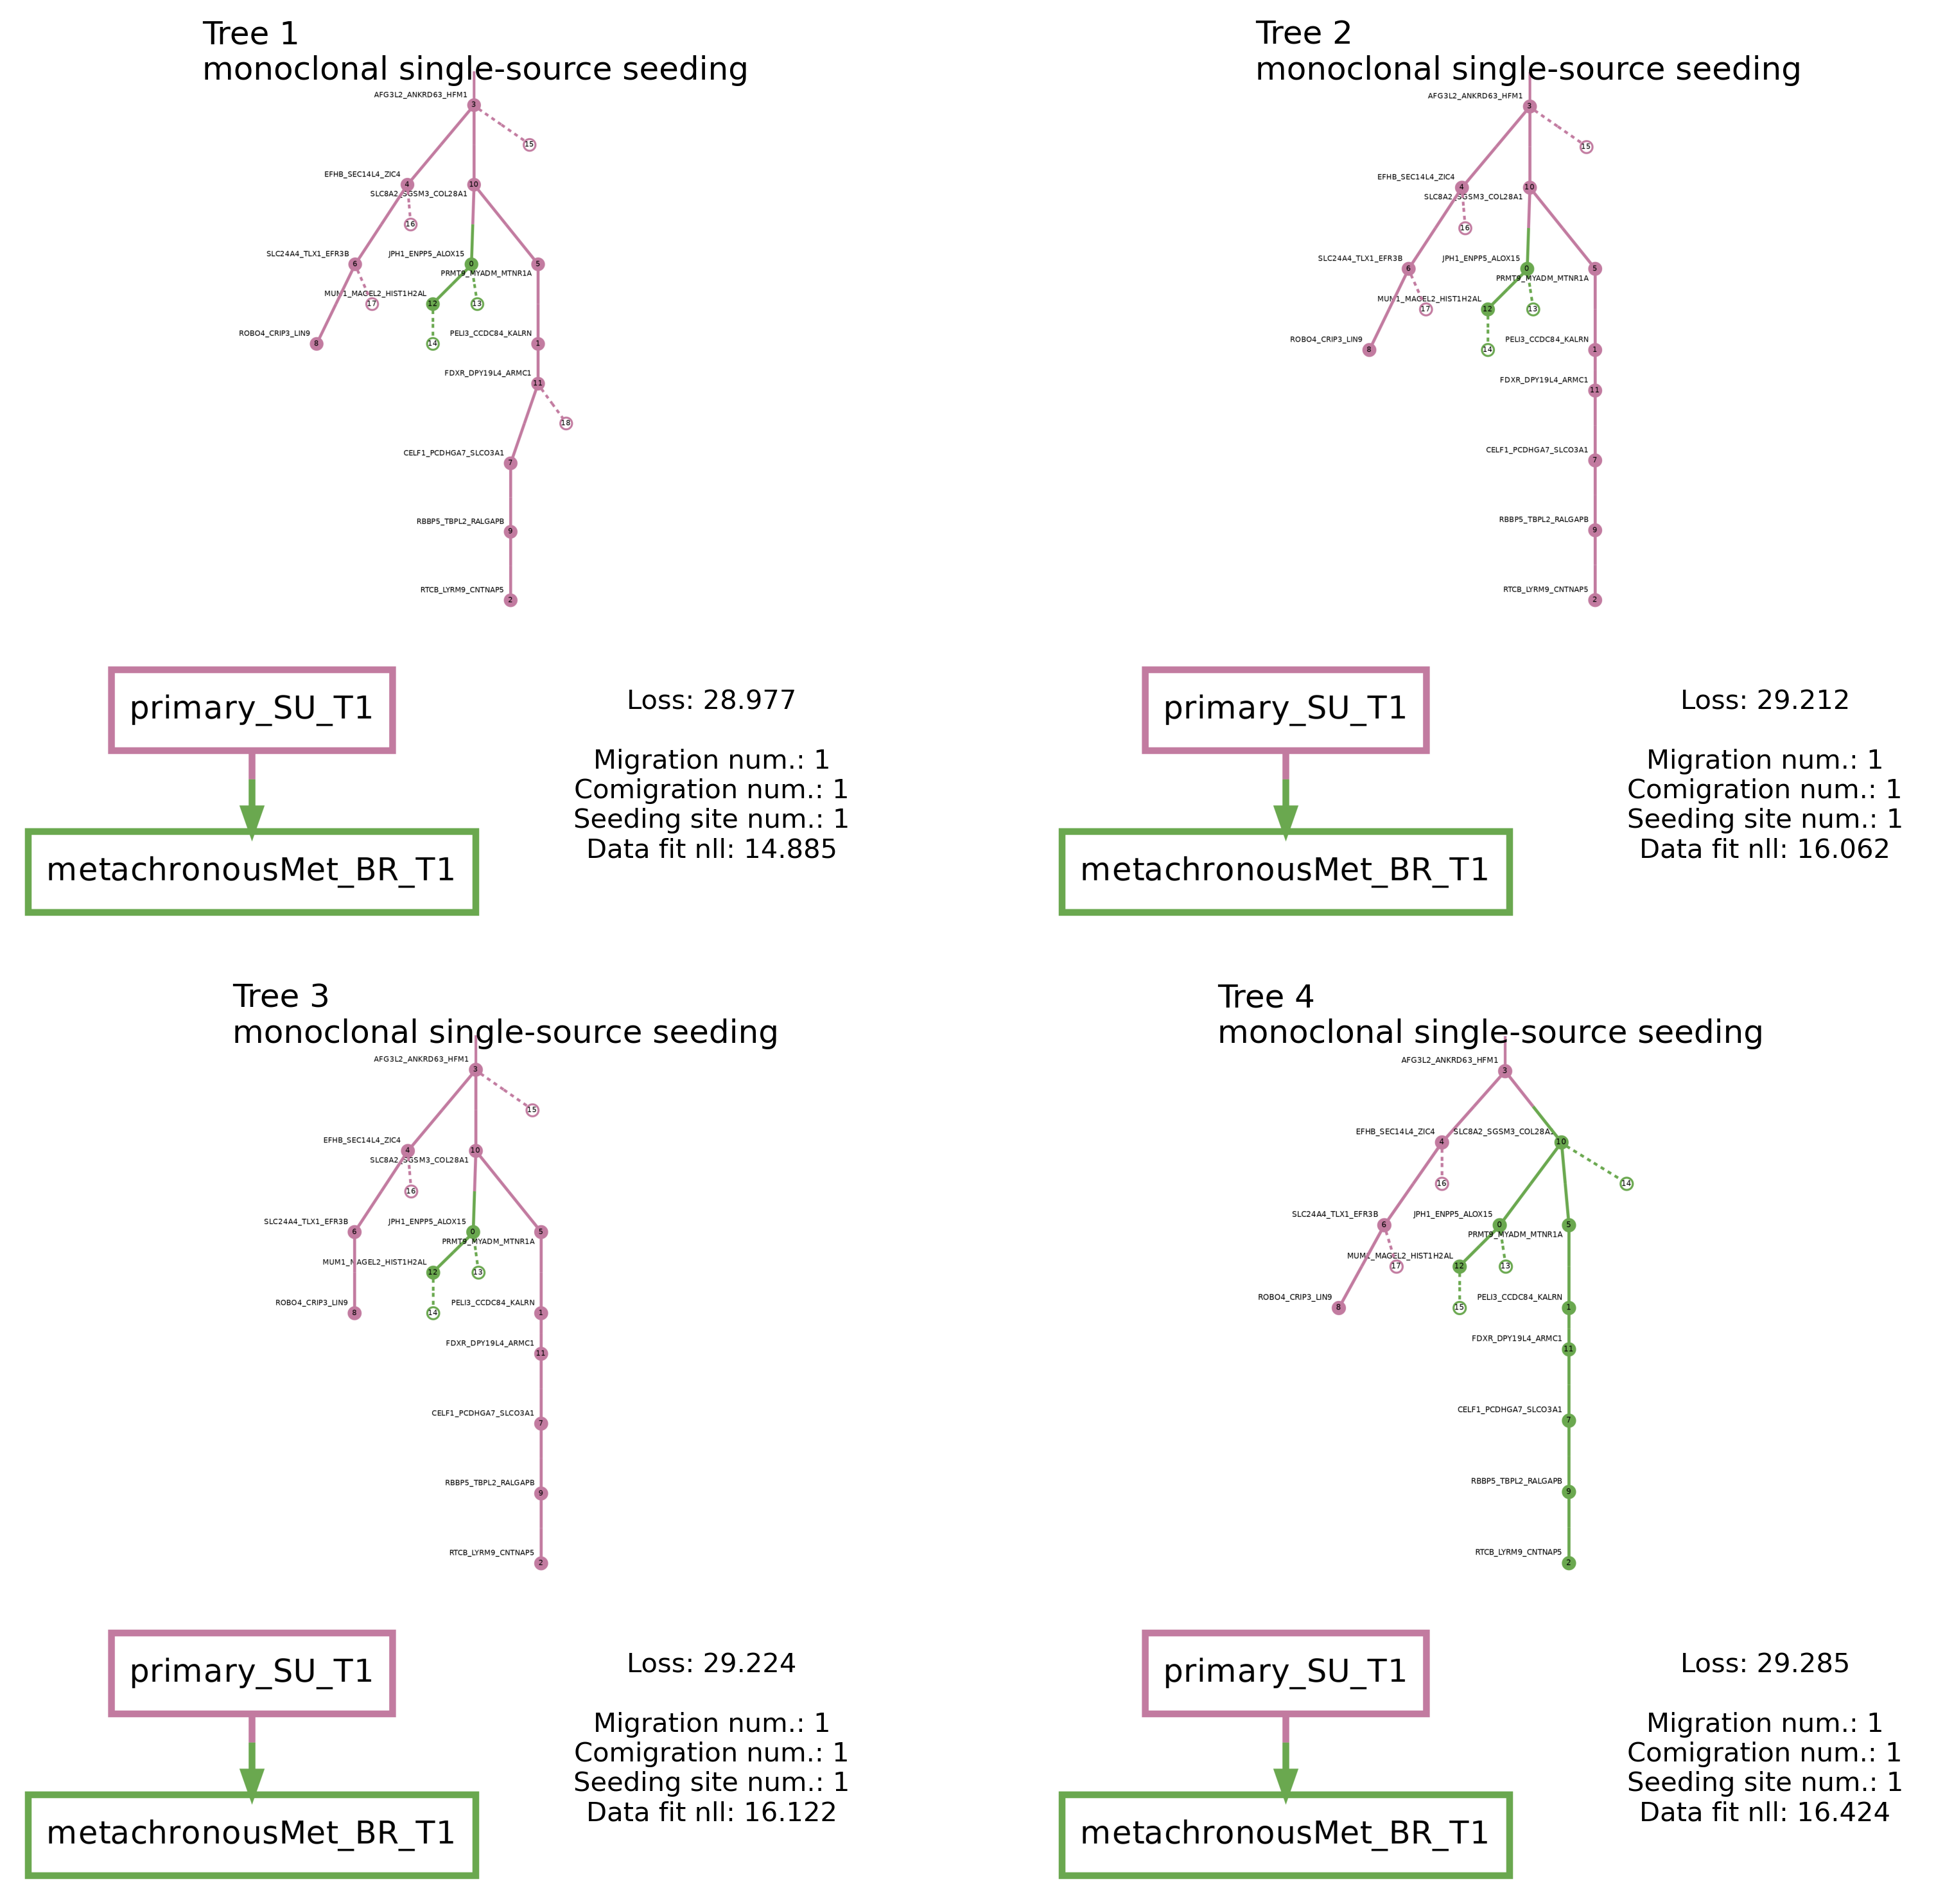 Tree 1
monoclonal single-source seeding
AFG3L2_ANKRD63_HFM1
3
15
EFHB_SEC14L4_ZIC4
4
10
SLC8A2_SGSM3_COL28A1
16
SLC24A4_TLX1_EFR3B
6
JPH1_ENPP5_ALOX15
0
5
PRMT9_MYADM_MTNR1A
17
MUM1_MAGEL2_HIST1H2AL
12
13
ROBO4_CRIP3_LIN9
8
14
PELI3_CCDC84_KALRN
1
FDXR_DPY19L4_ARMC1
11
18
CELF1_PCDHGA7_SLCO3A1
7
RBBP5_TBPL2_RALGAPB
9
RTCB_LYRM9_CNTNAP5
2
primary_SU_T1
metachronousMet_BR_T1
Loss: 28.977
Migration num.: 1
Comigration num.: 1
Seeding site num.: 1
Data fit nll: 14.885
Tree 2
monoclonal single-source seeding
AFG3L2_ANKRD63_HFM1
3
15
EFHB_SEC14L4_ZIC4
4
10
SLC8A2_SGSM3_COL28A1
16
SLC24A4_TLX1_EFR3B
6
JPH1_ENPP5_ALOX15
0
5
PRMT9_MYADM_MTNR1A
17
MUM1_MAGEL2_HIST1H2AL
12
13
ROBO4_CRIP3_LIN9
8
14
PELI3_CCDC84_KALRN
1
FDXR_DPY19L4_ARMC1
11
CELF1_PCDHGA7_SLCO3A1
7
RBBP5_TBPL2_RALGAPB
9
RTCB_LYRM9_CNTNAP5
2
primary_SU_T1
metachronousMet_BR_T1
Loss: 29.212
Migration num.: 1
Comigration num.: 1
Seeding site num.: 1
Data fit nll: 16.062
Tree 3
monoclonal single-source seeding
AFG3L2_ANKRD63_HFM1
3
15
EFHB_SEC14L4_ZIC4
4
10
SLC8A2_SGSM3_COL28A1
16
SLC24A4_TLX1_EFR3B
6
JPH1_ENPP5_ALOX15
0
5
PRMT9_MYADM_MTNR1A
MUM1_MAGEL2_HIST1H2AL
12
13
ROBO4_CRIP3_LIN9
8
14
PELI3_CCDC84_KALRN
1
FDXR_DPY19L4_ARMC1
11
CELF1_PCDHGA7_SLCO3A1
7
RBBP5_TBPL2_RALGAPB
9
RTCB_LYRM9_CNTNAP5
2
primary_SU_T1
metachronousMet_BR_T1
Loss: 29.224
Migration num.: 1
Comigration num.: 1
Seeding site num.: 1
Data fit nll: 16.122
Tree 4
monoclonal single-source seeding
AFG3L2_ANKRD63_HFM1
3
EFHB_SEC14L4_ZIC4
4
SLC8A2_SGSM3_COL28A1
10
16
14
SLC24A4_TLX1_EFR3B
6
JPH1_ENPP5_ALOX15
0
5
PRMT9_MYADM_MTNR1A
17
MUM1_MAGEL2_HIST1H2AL
12
13
ROBO4_CRIP3_LIN9
8
15
PELI3_CCDC84_KALRN
1
FDXR_DPY19L4_ARMC1
11
CELF1_PCDHGA7_SLCO3A1
7
RBBP5_TBPL2_RALGAPB
9
RTCB_LYRM9_CNTNAP5
2
primary_SU_T1
metachronousMet_BR_T1
Loss: 29.285
Migration num.: 1
Comigration num.: 1
Seeding site num.: 1
Data fit nll: 16.424